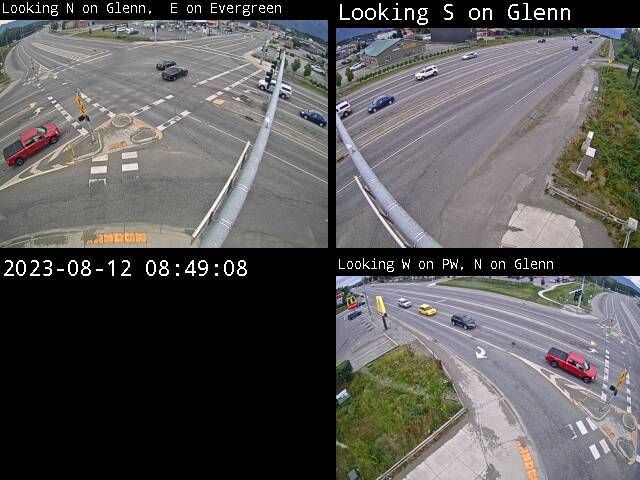 Looking N on Glenn,  E on Evergreen
Looking S on Glenn
2023-08-12 08:49:08
Looking W on PW, N on Glenn